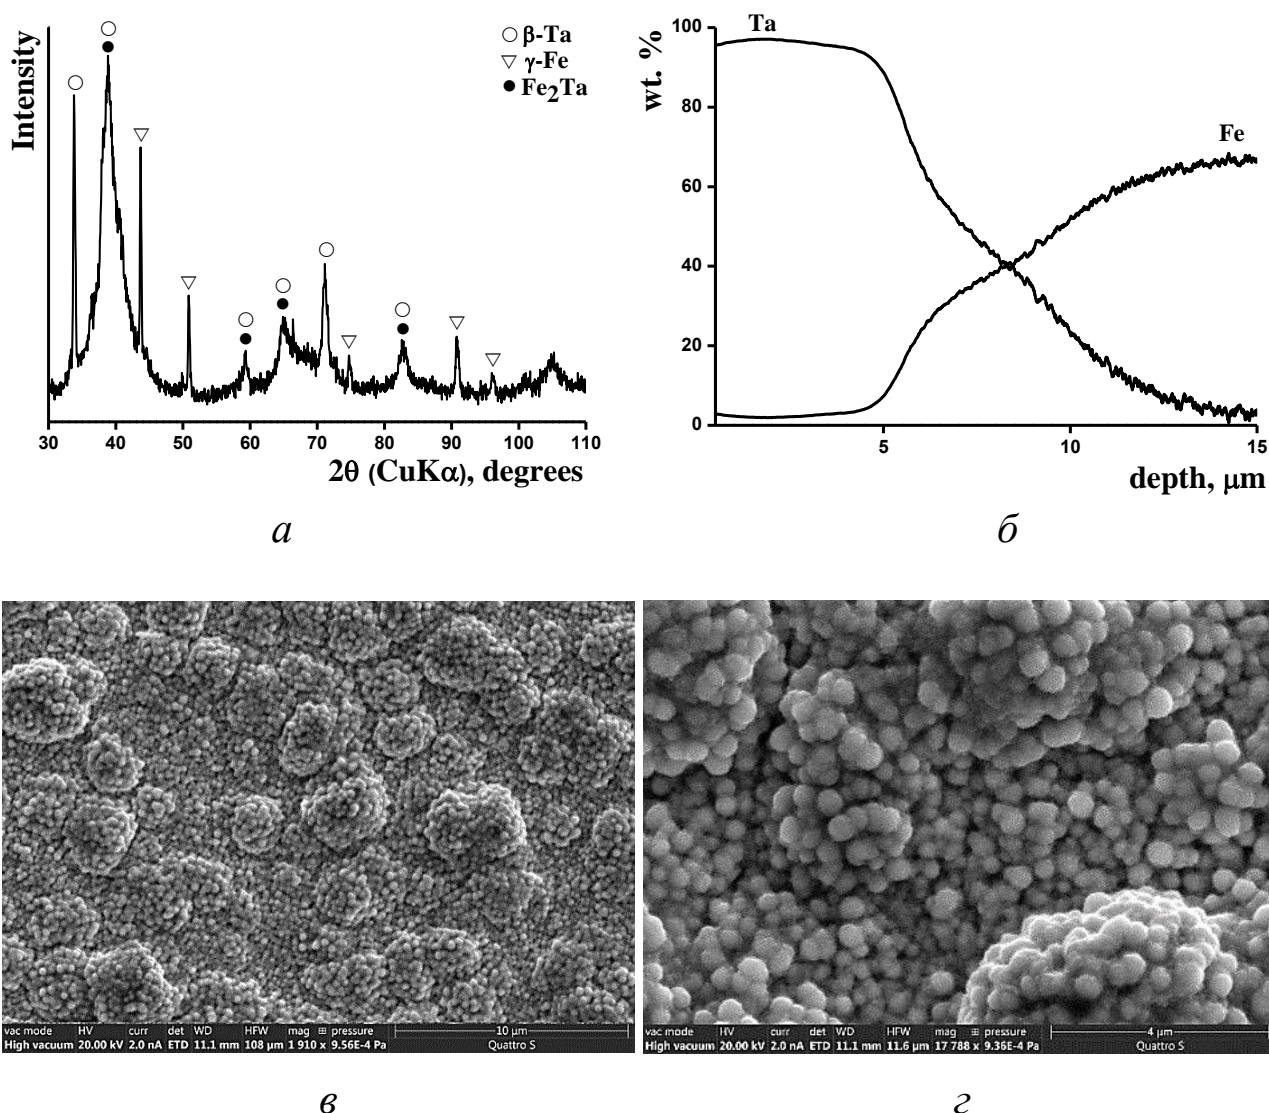 Intensity
β-Ta
γ-Fe
Fe2Ta
30 40 50 60 70 80 90 100 110
2θ (CuKα), degrees
а
wt. %
100
80
60
40
20
0
Ta
Fe
5 10 15
depth, μm
б
vac mode HV curr det WD HFW mag ⊞ pressure 10 μm
High vacuum 20.00 kV 2.0 nA ETD 11.1 mm 108 μm 1 910 x 9.56E-4 Pa Quattro S
в
vac mode HV curr det WD HFW mag ⊞ pressure 4 μm
High vacuum 20.00 kV 2.0 nA ETD 11.1 mm 11.6 μm 17 788 x 9.36E-4 Pa Quattro S
г